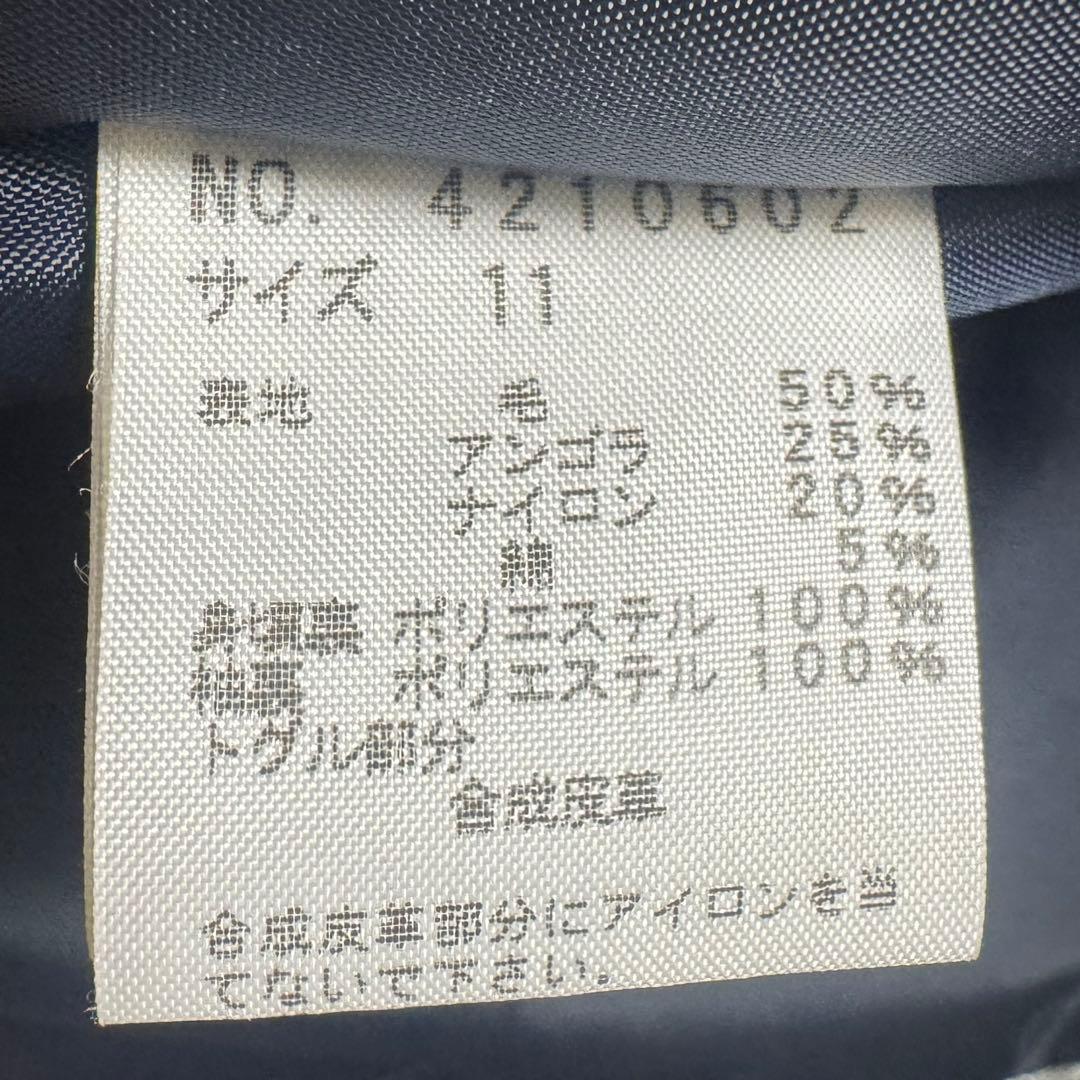 NO. 4210602
サイズ 11
表地 毛 50%
アンゴラ 25%
ナイロン 20%
綿 5%
身頃裏 ポリエステル 100%
袖裏 ポリエステル 100%
トグル部分
合成皮革
合成皮革部分にアイロンを当
てないで下さい。